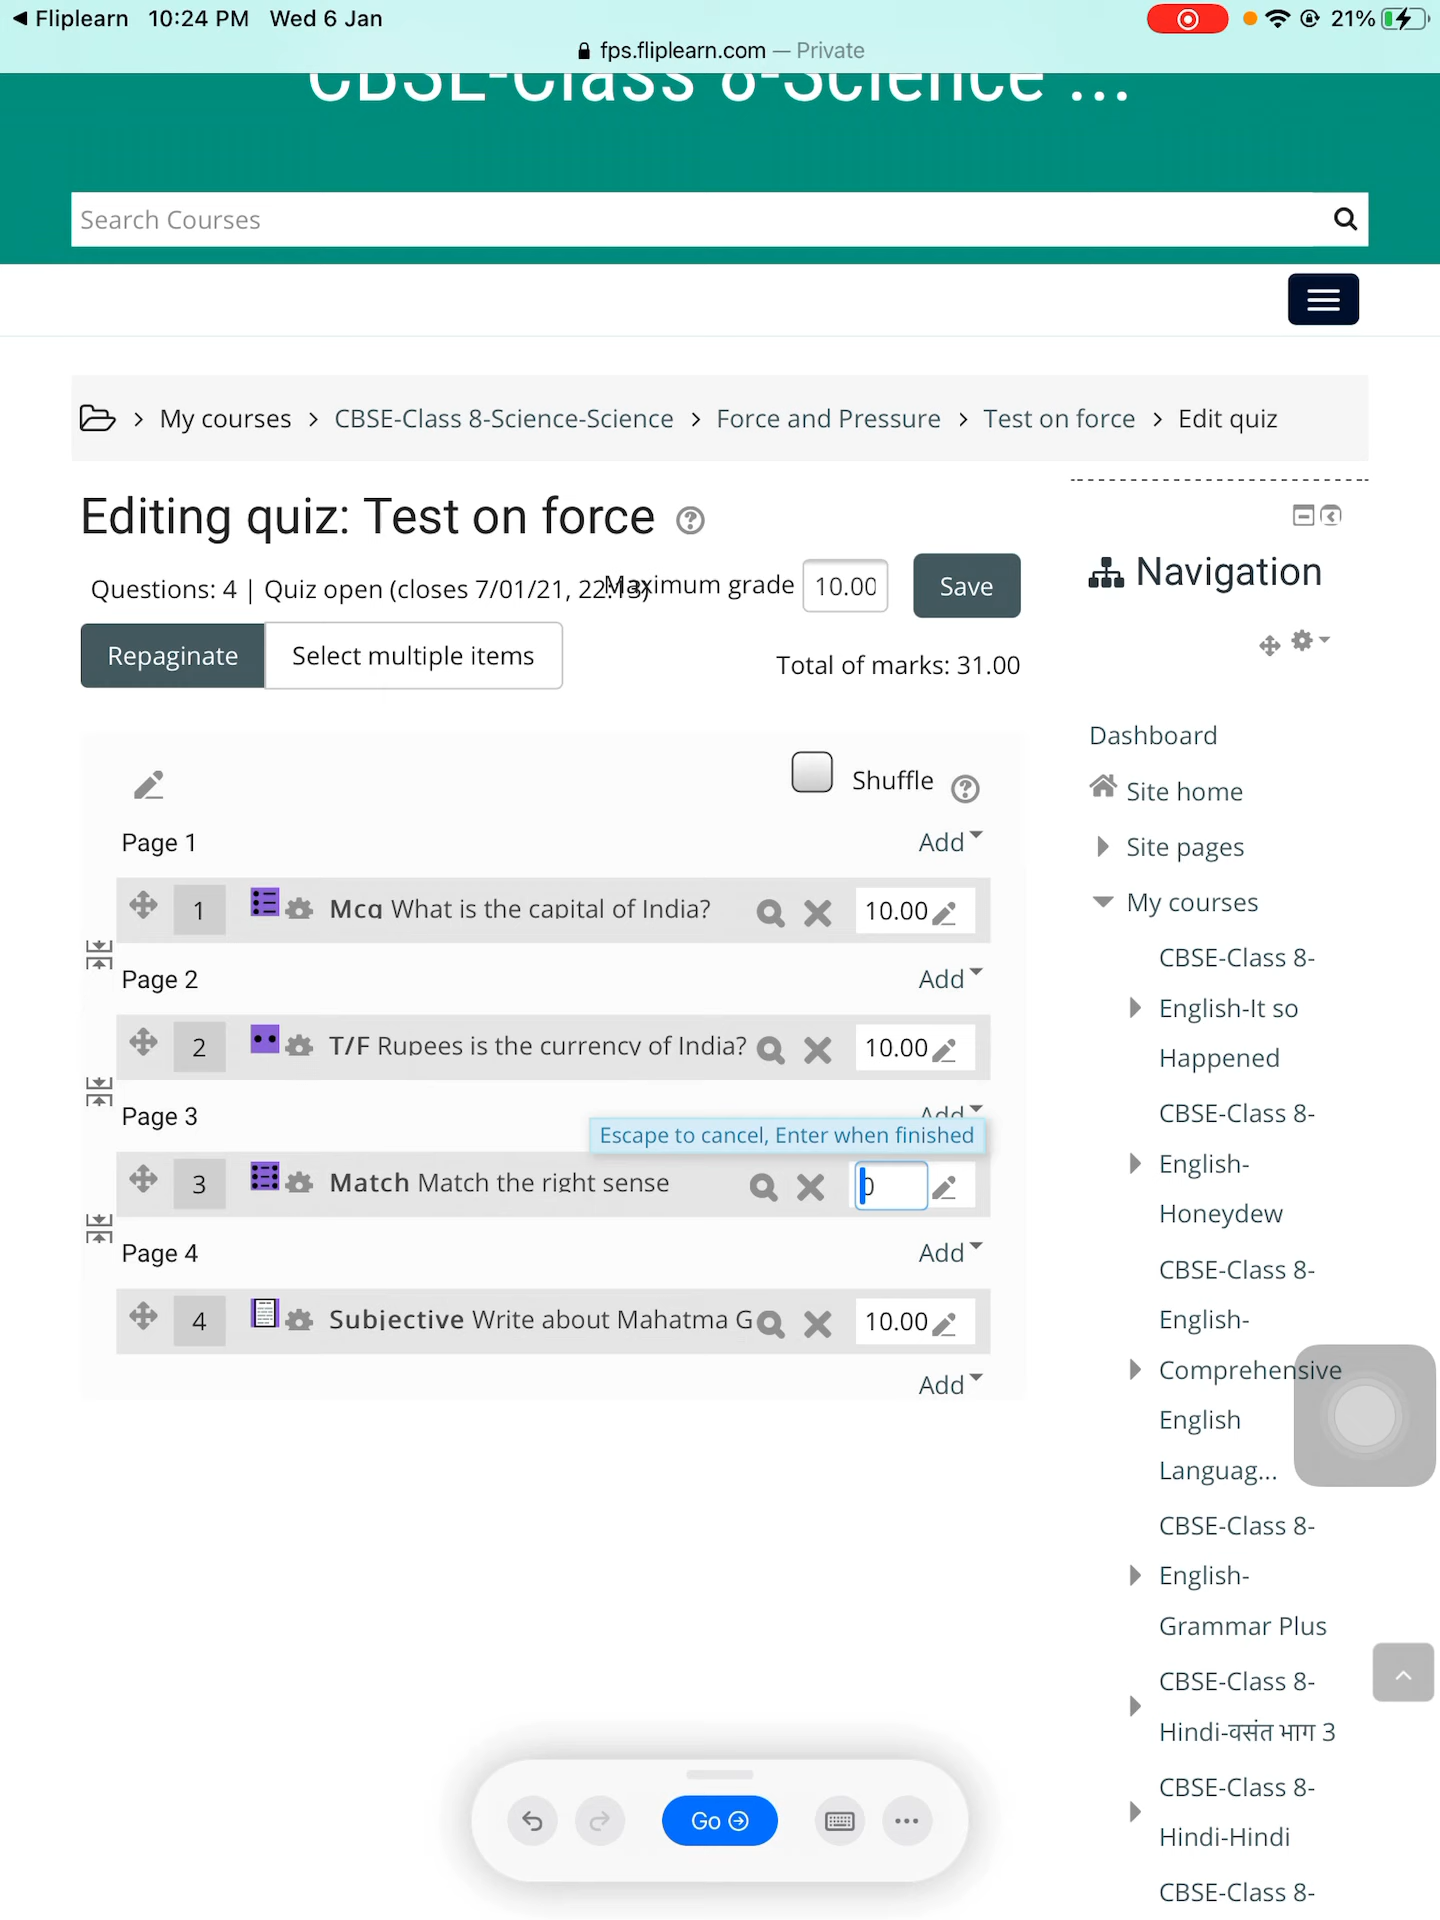 Fliplearn 10:24 PM Wed 6 Jan 21%
fps.fliplearn.com — Private
CBSE-Class 8-Science ...
Search Courses
My courses > CBSE-Class 8-Science-Science > Force and Pressure > Test on force > Edit quiz
Editing quiz: Test on force
Questions: 4 | Quiz open (closes 7/01/21, 22:13)
Maximum grade 10.00 Save
Repaginate Select multiple items
Total of marks: 31.00
Shuffle
Page 1 Add
1 Mcq What is the capital of India? 10.00
Page 2 Add
2 T/F Rupees is the currency of India? 10.00
Page 3 Add
Escape to cancel, Enter when finished
3 Match Match the right sense 0
Page 4 Add
4 Subjective Write about Mahatma G 10.00
Add
Navigation
Dashboard
Site home
Site pages
My courses
CBSE-Class 8-
English-It so
Happened
CBSE-Class 8-
English-
Honeydew
CBSE-Class 8-
English-
Comprehensive
English
Languag...
CBSE-Class 8-
English-
Grammar Plus
CBSE-Class 8-
Hindi-वसंत भाग 3
CBSE-Class 8-
Hindi-Hindi
CBSE-Class 8-
Go